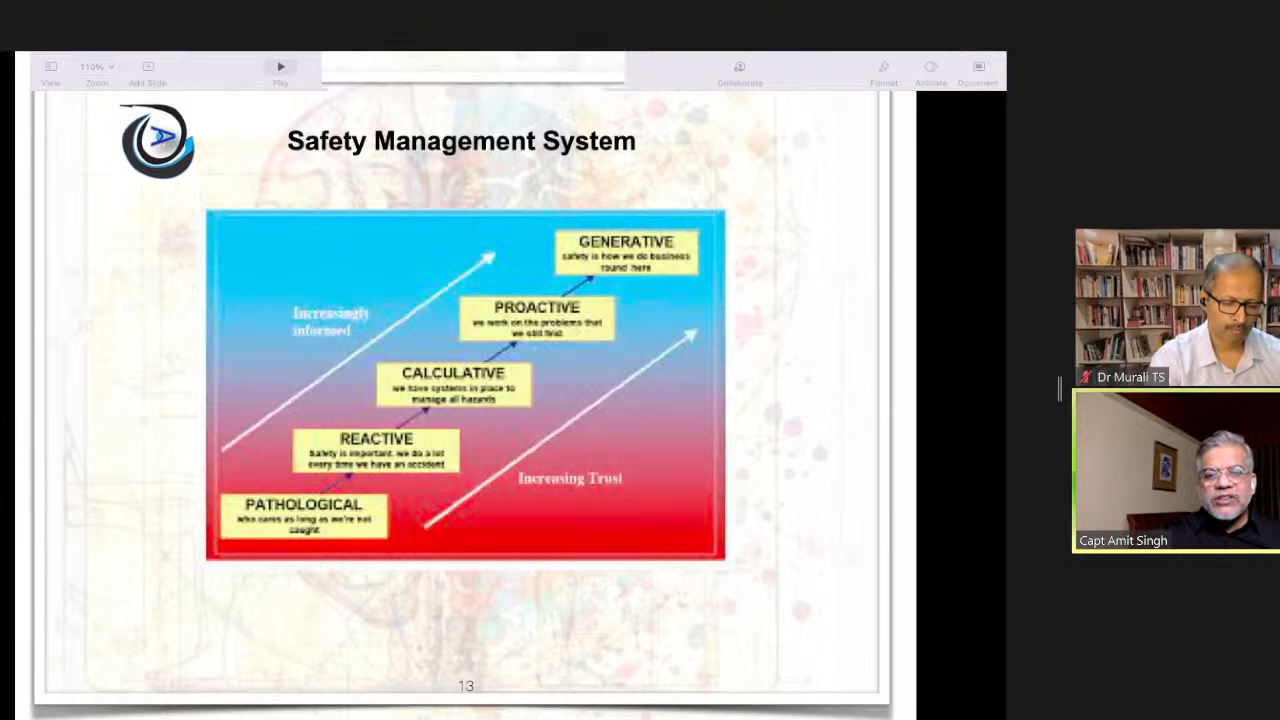 110%
View
Zoom
Add Slide
Play
Collaborate
Format
Animate
Document
Safety Management System
GENERATIVE
safety is how we do business
round here
PROACTIVE
we work on the problems that
we still find
Increasingly
informed
CALCULATIVE
we have systems in place to
manage all hazards
REACTIVE
Safety is important, we do a lot
every time we have an accident
Increasing Trust
PATHOLOGICAL
who cares as long as we're not
caught
13
Dr Murali TS
Capt Amit Singh